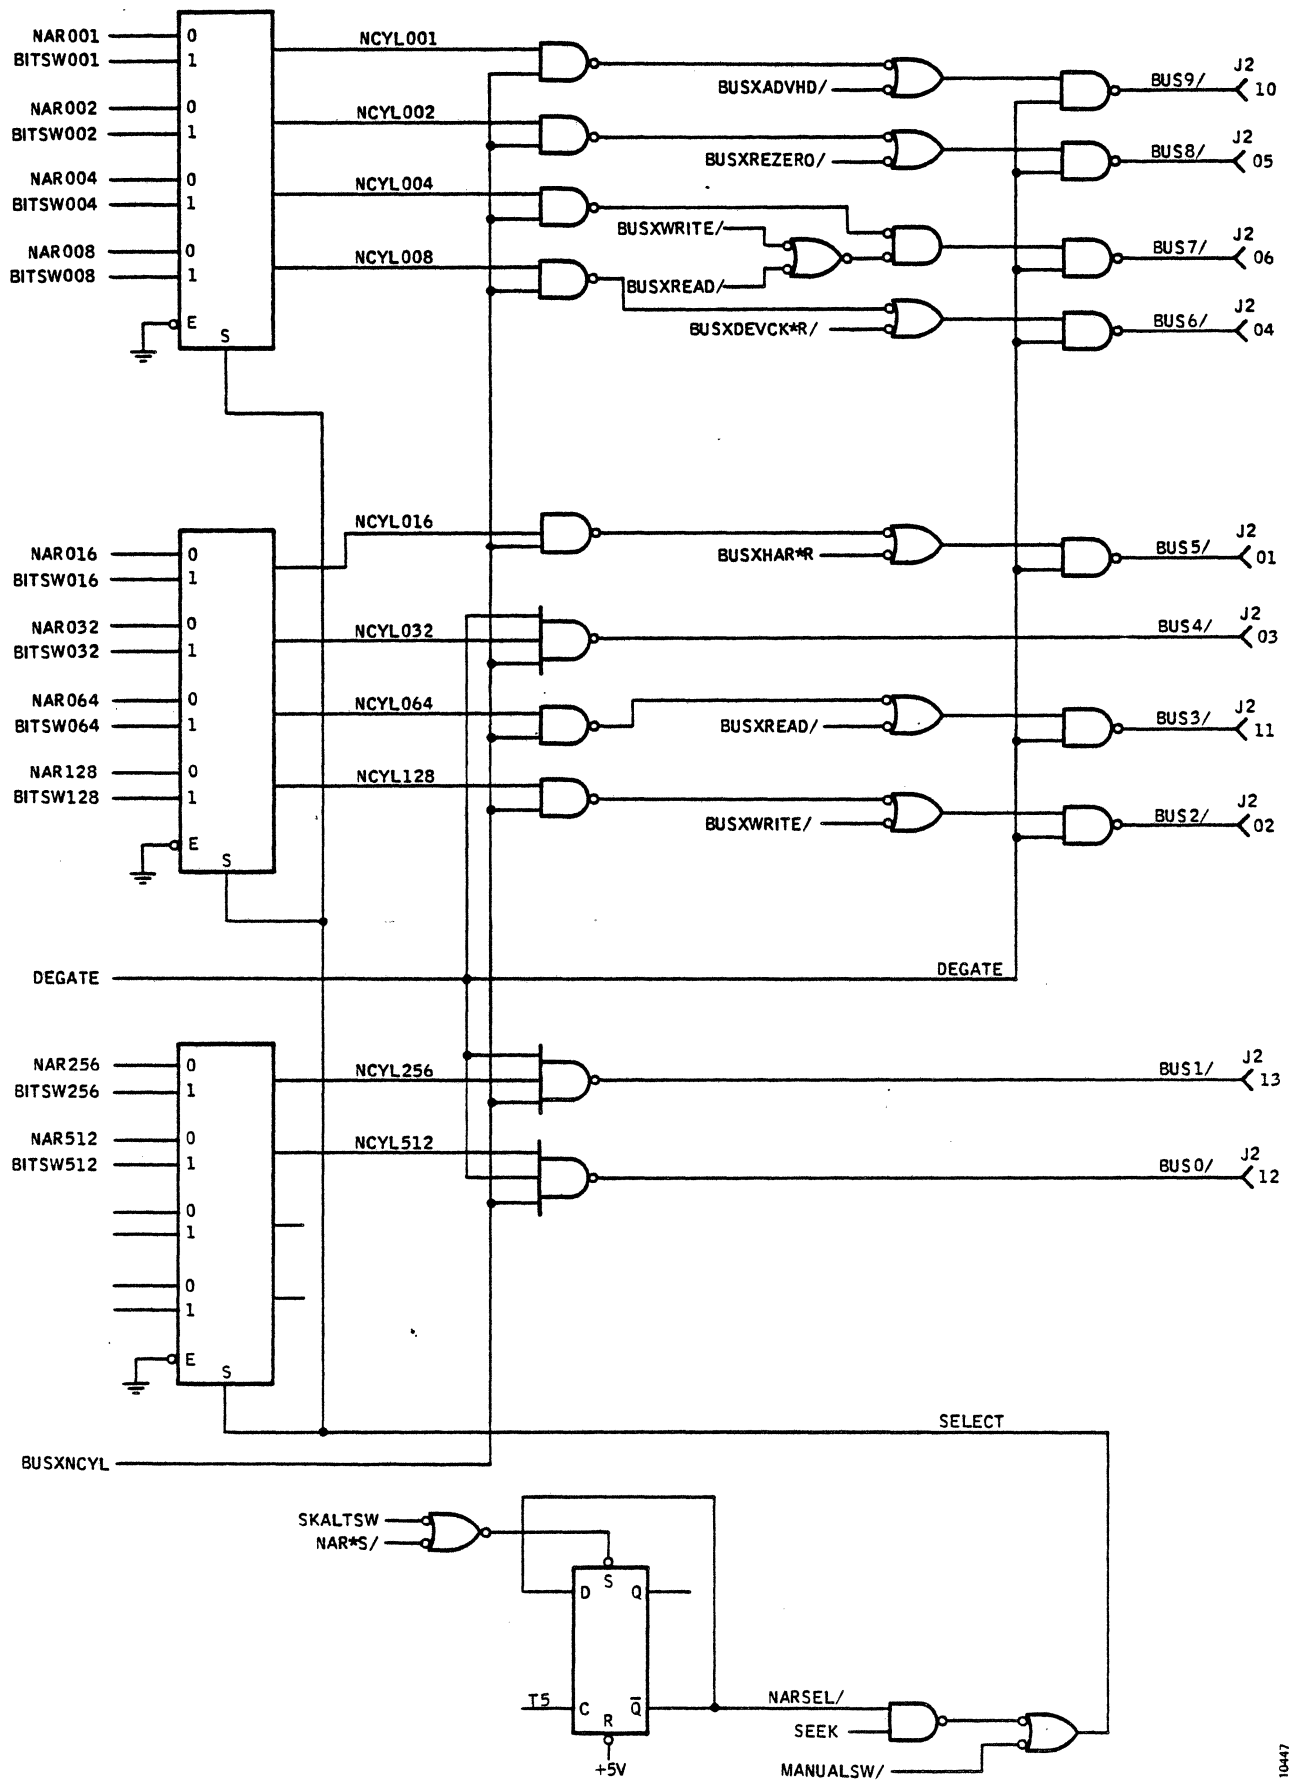 NAR001 0 NCYL001
BITSW001 1
BUSXADVHD/
BUS9/ J2 10
NAR002 0 NCYL002
BITSW002 1
BUSXREZERO/
BUS8/ J2 05
NAR004 0 NCYL004
BITSW004 1
BUSXWRITE/
BUS7/ J2 06
NAR008 0 NCYL008
BITSW008 1
BUSXREAD/
BUSXDEVCK*R/
BUS6/ J2 04
E
S
NAR016 0 NCYL016
BITSW016 1
BUSXHAR*R
BUS5/ J2 01
NAR032 0 NCYL032
BITSW032 1
BUS4/ J2 03
NAR064 0 NCYL064
BITSW064 1
BUSXREAD/
BUS3/ J2 11
NAR128 0 NCYL128
BITSW128 1
BUSXWRITE/
BUS2/ J2 02
E
S
DEGATE DEGATE
NAR256 0 NCYL256
BITSW256 1
BUS1/ J2 13
NAR512 0 NCYL512
BITSW512 1
BUS0/ J2 12
0
1
0
1
E
S
SELECT
BUSXNCYL
SKALTSW
NAR*S/
S
D Q
T5 C Q
R
+5V
NARSEL/
SEEK
MANUALSW/
10447